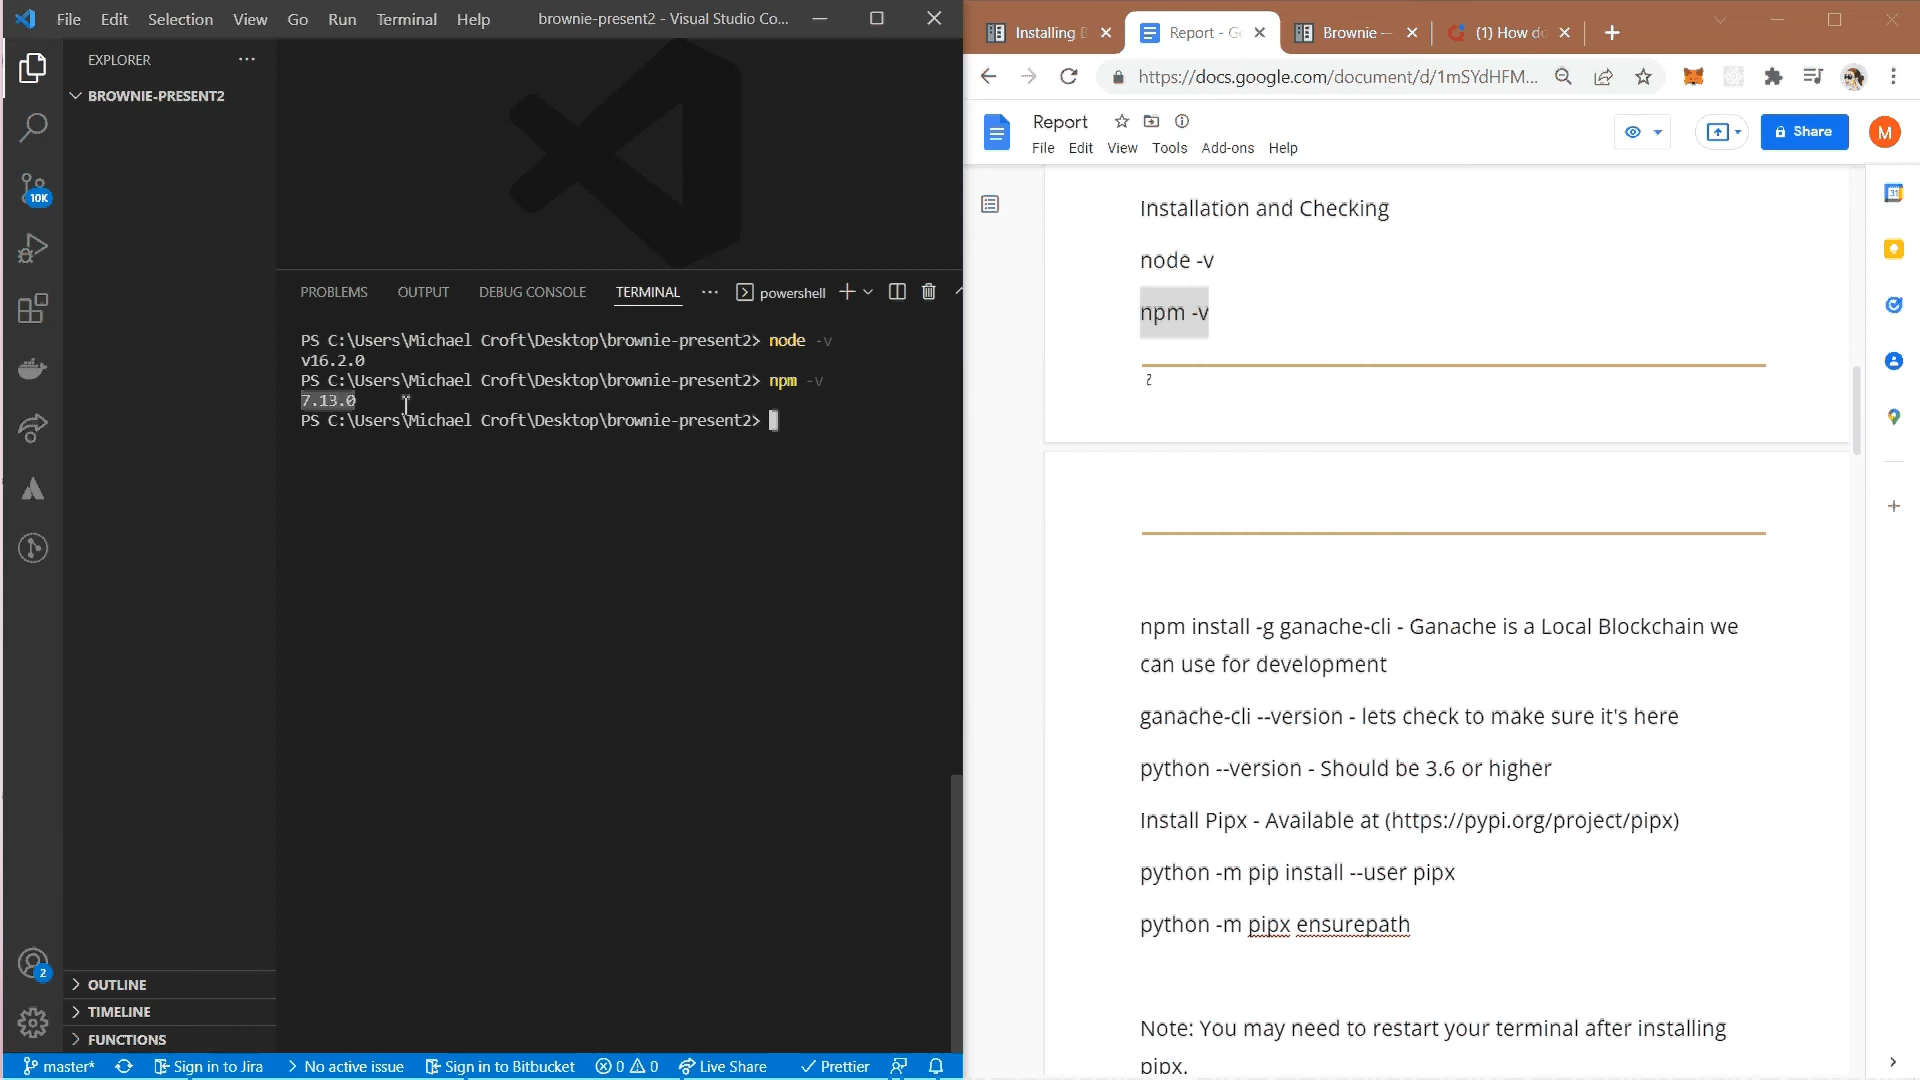 File Edit Selection View Go Run Terminal Help brownie-present2 - Visual Studio Co...
EXPLORER
BROWNIE-PRESENT2
10K
PROBLEMS OUTPUT DEBUG CONSOLE TERMINAL powershell
PS C:\Users\Michael Croft\Desktop\brownie-present2> node -v
v16.2.0
PS C:\Users\Michael Croft\Desktop\brownie-present2> npm -v
7.13.0
PS C:\Users\Michael Croft\Desktop\brownie-present2>
2
OUTLINE
TIMELINE
FUNCTIONS
master* Sign in to Jira No active issue Sign in to Bitbucket 0 0 Live Share Prettier
Installing Report - Brownie — (1) How do
https://docs.google.com/document/d/1mSYdHFM...
Report
File Edit View Tools Add-ons Help
Share
M
31
Installation and Checking
node -v
npm -v
2
npm install -g ganache-cli - Ganache is a Local Blockchain we
can use for development
ganache-cli --version - lets check to make sure it's here
python --version - Should be 3.6 or higher
Install Pipx - Available at (https://pypi.org/project/pipx)
python -m pip install --user pipx
python -m pipx ensurepath
Note: You may need to restart your terminal after installing
pipx.